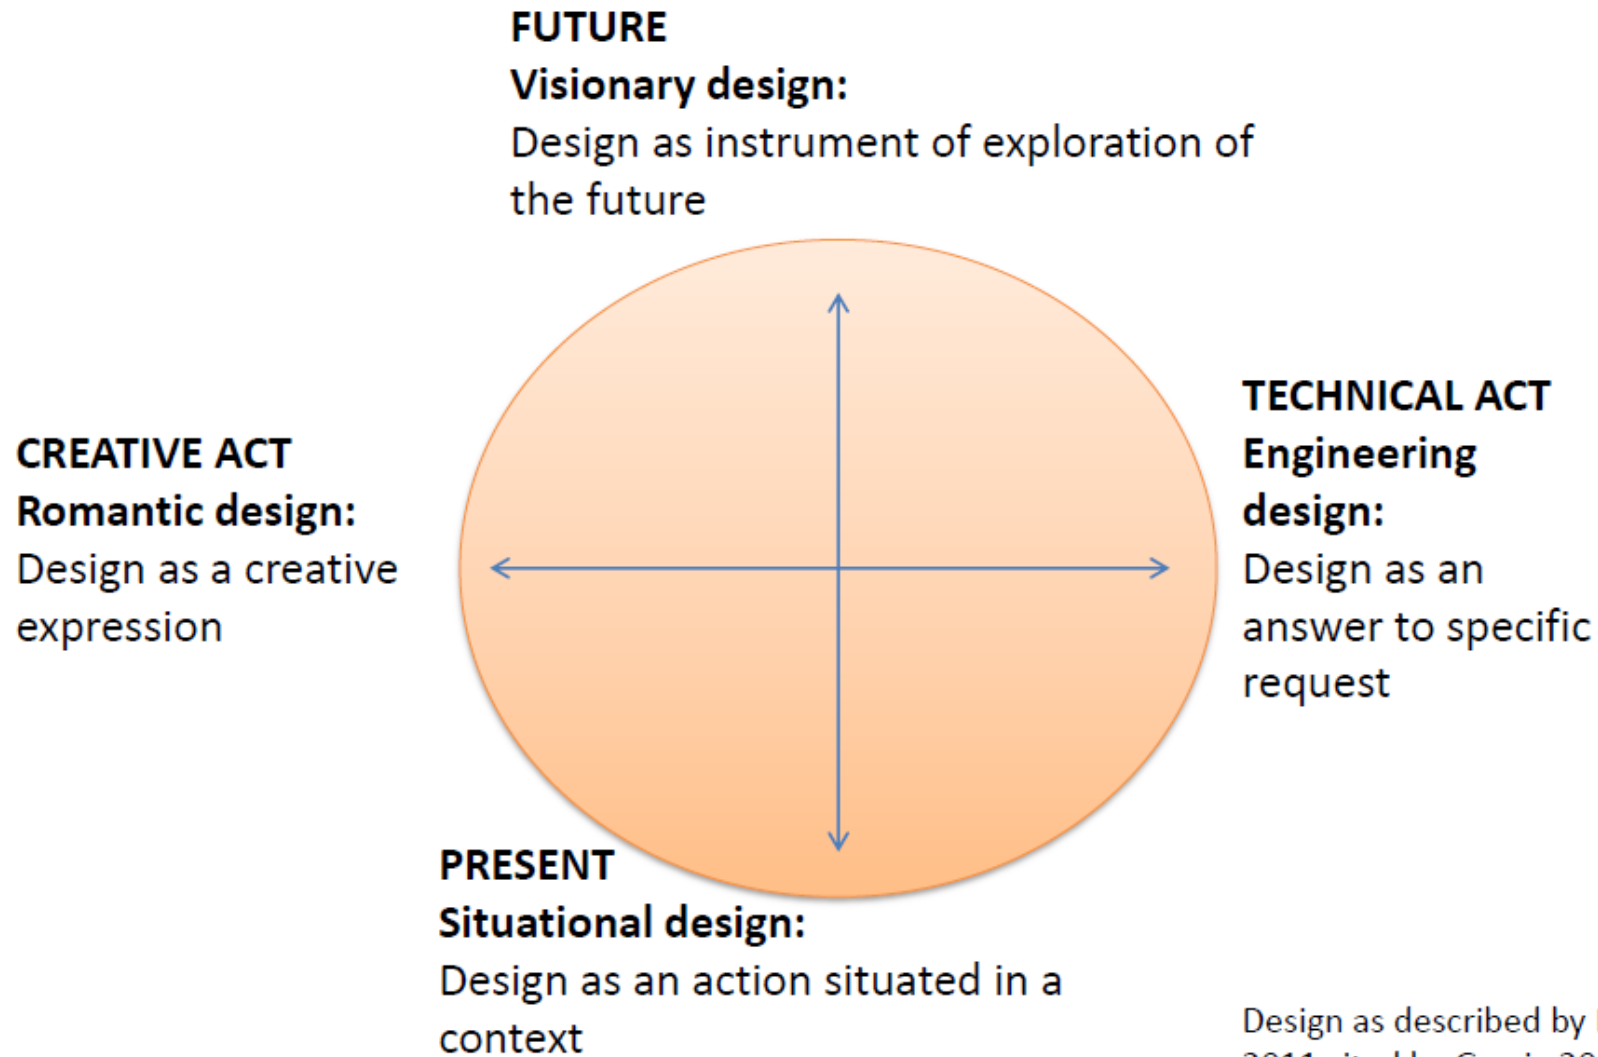 FUTURE
Visionary design:
Design as instrument of exploration of
the future
CREATIVE ACT
Romantic design:
Design as a creative
expression
TECHNICAL ACT
Engineering
design:
Design as an
answer to specific
request
PRESENT
Situational design:
Design as an action situated in a
context
Design as described by